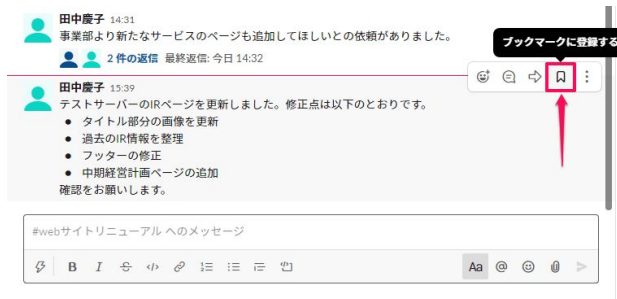 田中慶子 14:31
事業部より新たなサービスのページも追加してほしいとの依頼がありました。
2 件の返信 最終返信: 今日 14:32
ブックマークに登録する
田中慶子 15:39
テストサーバーのIRページを更新しました。修正点は以下のとおりです。
• タイトル部分の画像を更新
• 過去のIR情報を整理
• フッターの修正
• 中期経営計画ページの追加
確認をお願いします。
#webサイトリニューアル へのメッセージ
B I S </> Aa @